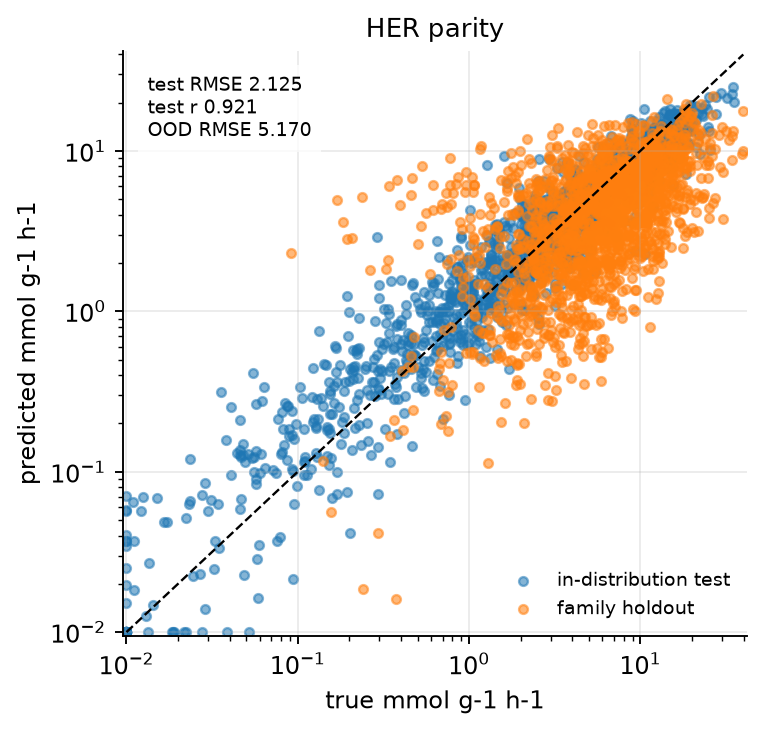 HER parity
test RMSE 2.125
test r 0.921
OOD RMSE 5.170
predicted mmol g-1 h-1
10¹
10⁰
10⁻¹
10⁻²
in-distribution test
family holdout
10⁻² 10⁻¹ 10⁰ 10¹
true mmol g-1 h-1